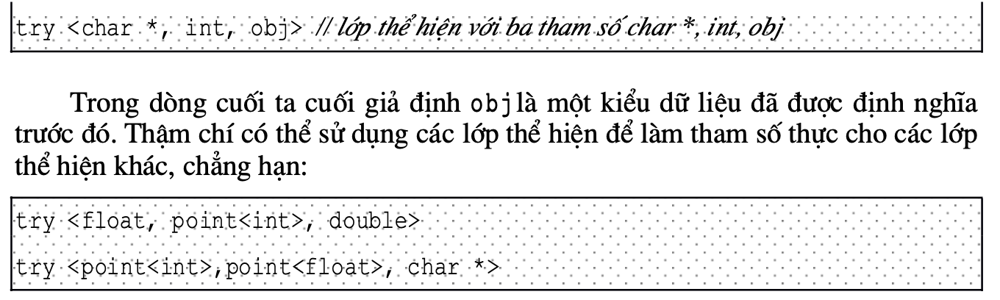 try <char *, int, obj> // lớp thể hiện với ba tham số char *, int, obj
Trong dòng cuối ta cuối giả định obj là một kiểu dữ liệu đã được định nghĩa
trước đó. Thậm chí có thể sử dụng các lớp thể hiện để làm tham số thực cho các lớp
thể hiện khác, chẳng hạn:
try <float, point<int>, double>
try <point<int>,point<float>, char *>